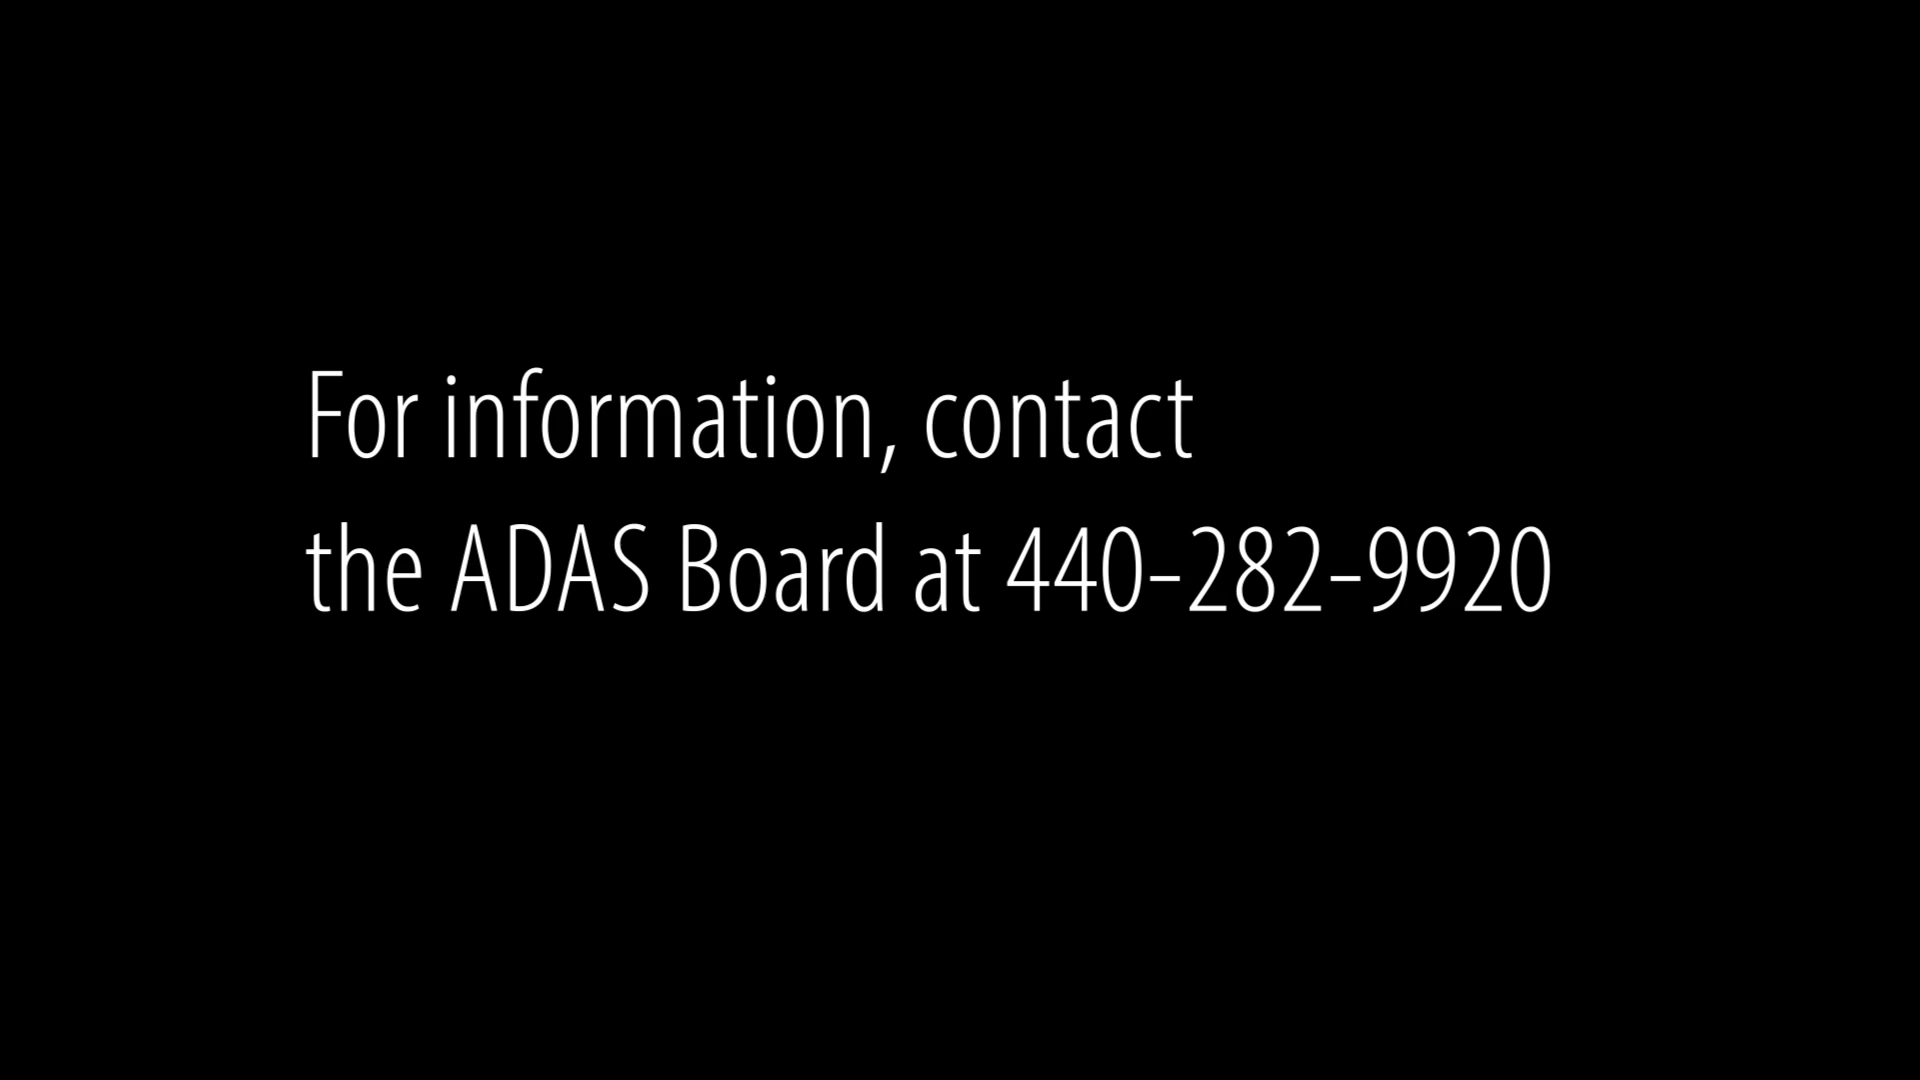 For information, contact
the ADAS Board at 440-282-9920